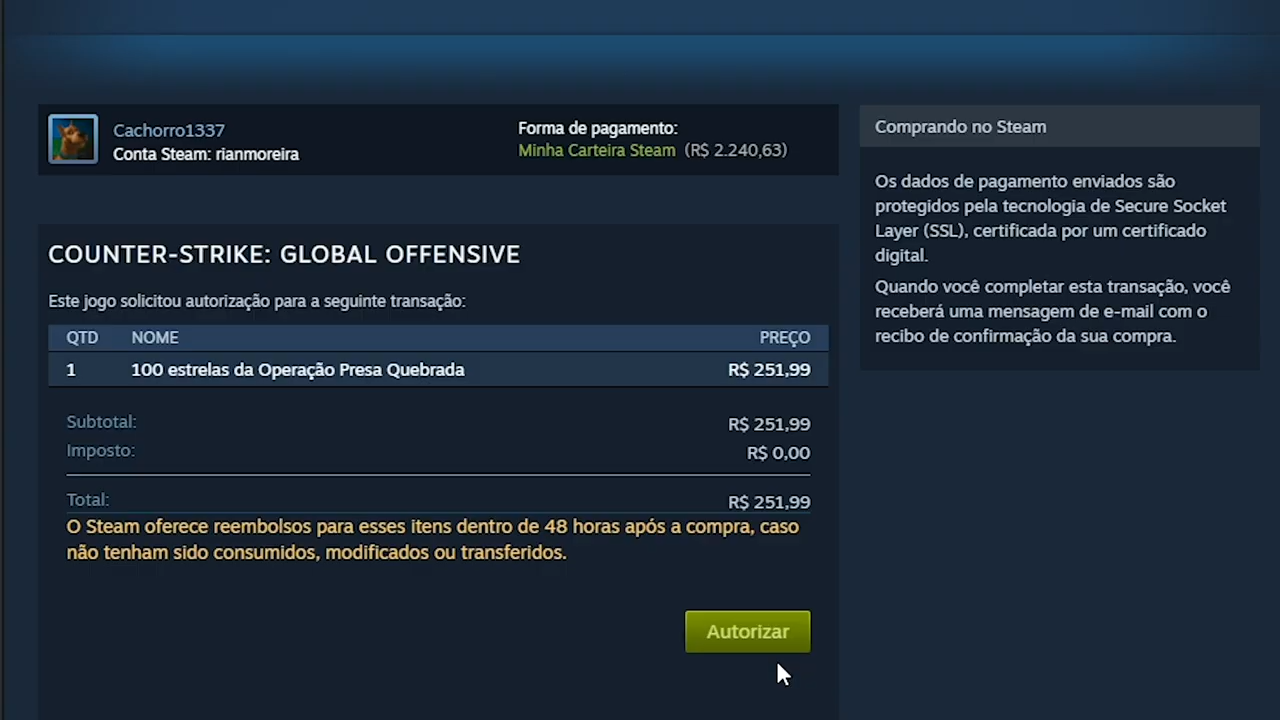 Cachorro1337
Conta Steam: rianmoreira
Forma de pagamento:
Minha Carteira Steam (R$ 2.240,63)
COUNTER-STRIKE: GLOBAL OFFENSIVE
Este jogo solicitou autorização para a seguinte transação:
QTD NOME PREÇO
1 100 estrelas da Operação Presa Quebrada R$ 251,99
Subtotal: R$ 251,99
Imposto: R$ 0,00
Total: R$ 251,99
O Steam oferece reembolsos para esses itens dentro de 48 horas após a compra, caso
não tenham sido consumidos, modificados ou transferidos.
Autorizar
Comprando no Steam
Os dados de pagamento enviados são
protegidos pela tecnologia de Secure Socket
Layer (SSL), certificada por um certificado
digital.
Quando você completar esta transação, você
receberá uma mensagem de e-mail com o
recibo de confirmação da sua compra.